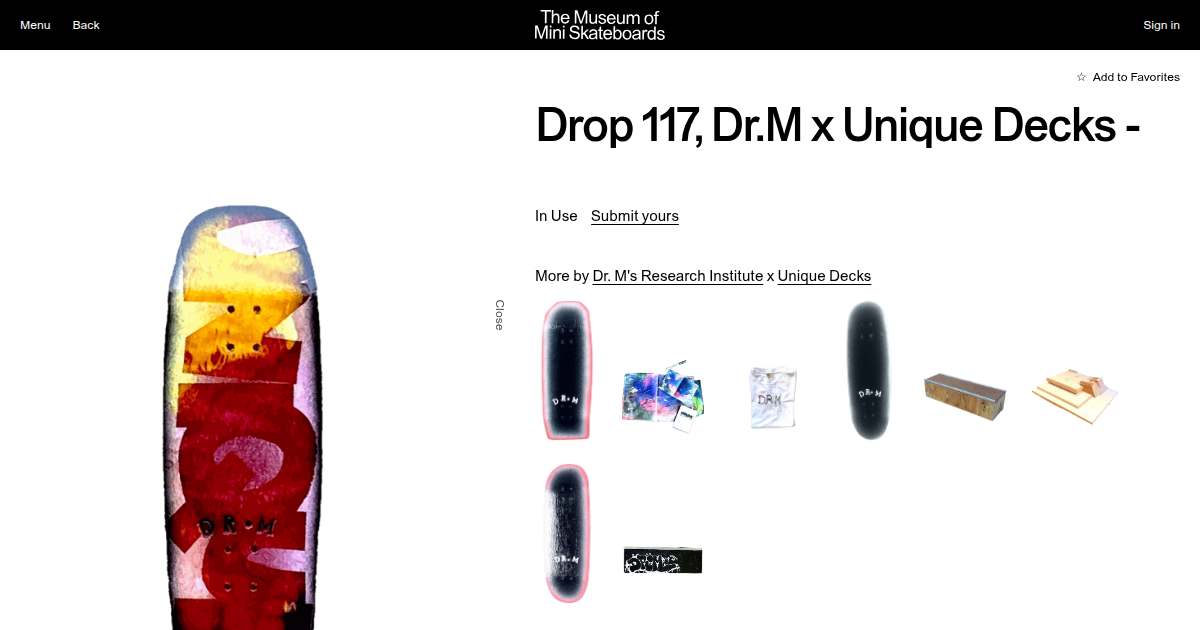 Menu
Back
The Museum of
Mini Skateboards
Sign in
☆ Add to Favorites
Drop 117, Dr.M x Unique Decks -
In Use Submit yours
More by Dr. M's Research Institute x Unique Decks
Close
DR•M
DR•M
DRM
DR•M
DR•M